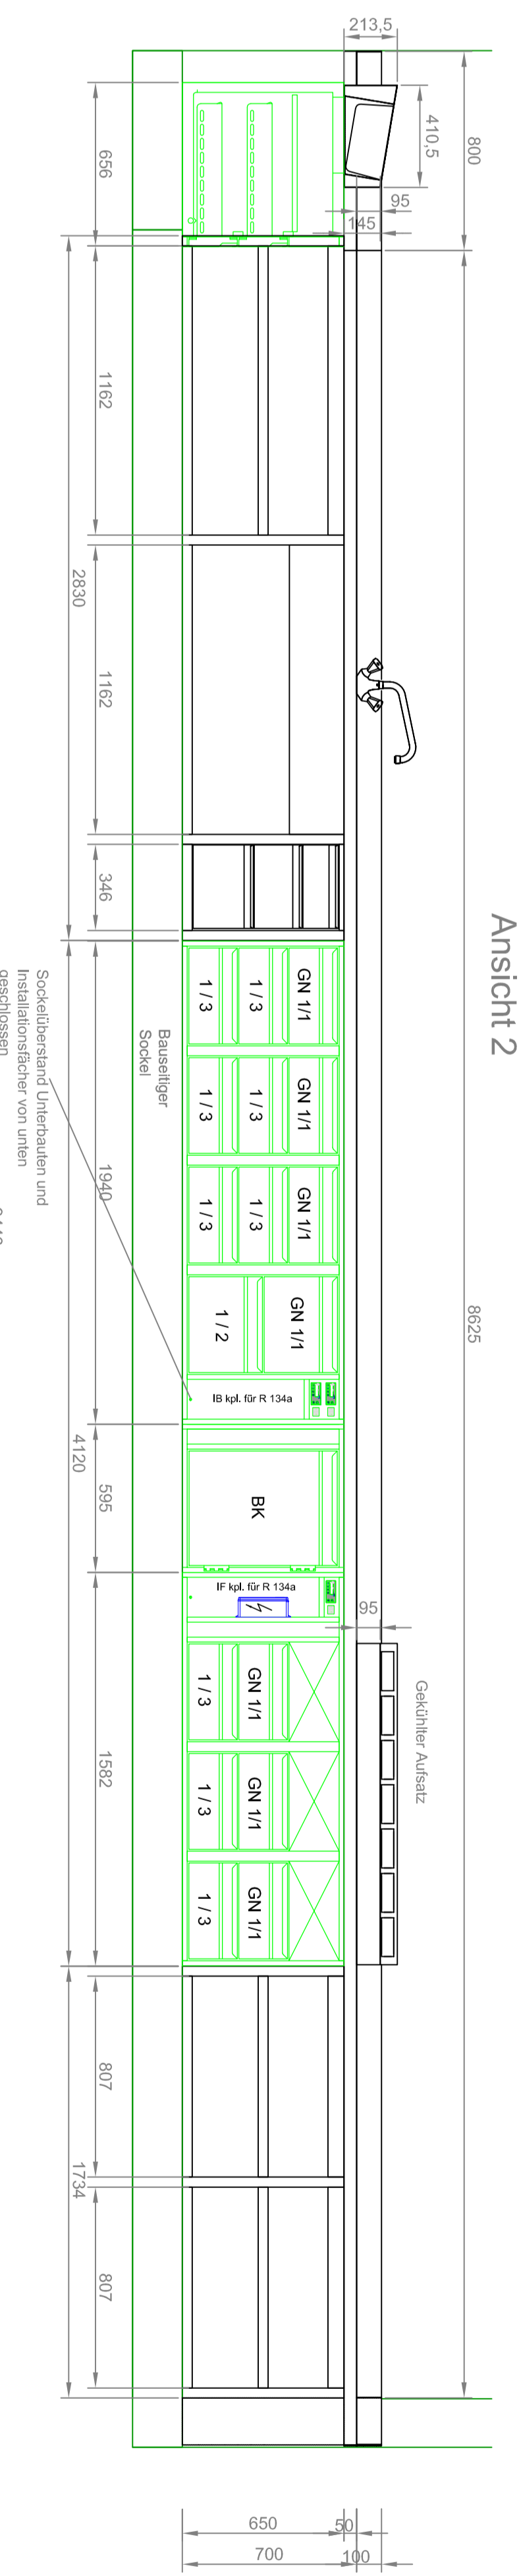 Ansicht 2
213,5
410,5
800
95
145
656
1162
1162
2830
346
8625
GN 1/1
1 / 3
1 / 3
GN 1/1
1 / 3
1 / 3
GN 1/1
1 / 3
1 / 3
GN 1/1
1 / 2
IB kpl. für R 134a
BK
IF kpl. für R 134a
95
Gekühlter Aufsatz
GN 1/1
1 / 3
GN 1/1
1 / 3
GN 1/1
1 / 3
Bauseitiger
Sockel
Sockelüberstand Unterbauten und
Installationsfächer von unten
geschlossen
1940
595
4120
1582
807
1734
807
650
50
700
100